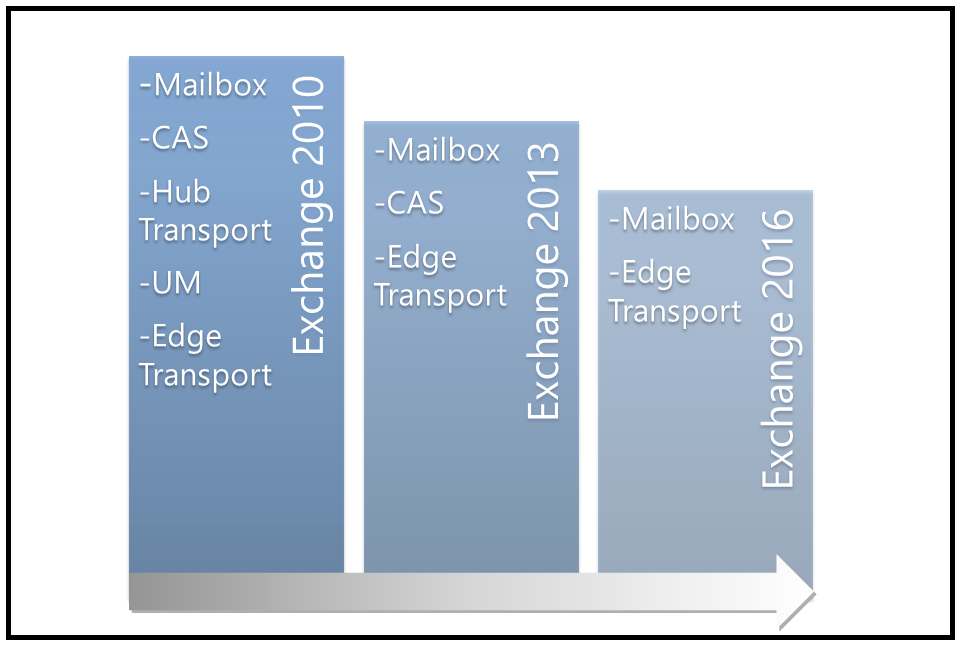 -Mailbox
-CAS
-Hub
Transport
-UM
-Edge
Transport
Exchange 2010
-Mailbox
-CAS
-Edge
Transport
Exchange 2013
-Mailbox
-Edge
Transport
Exchange 2016